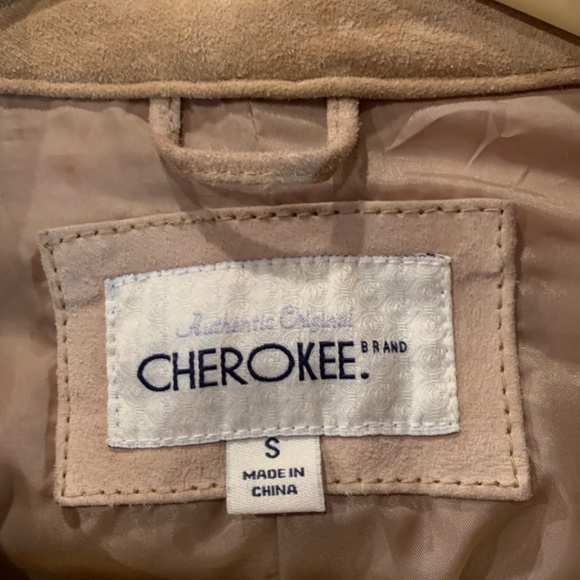 Authentic Original
CHEROKEE. BRAND
S
MADE IN
CHINA